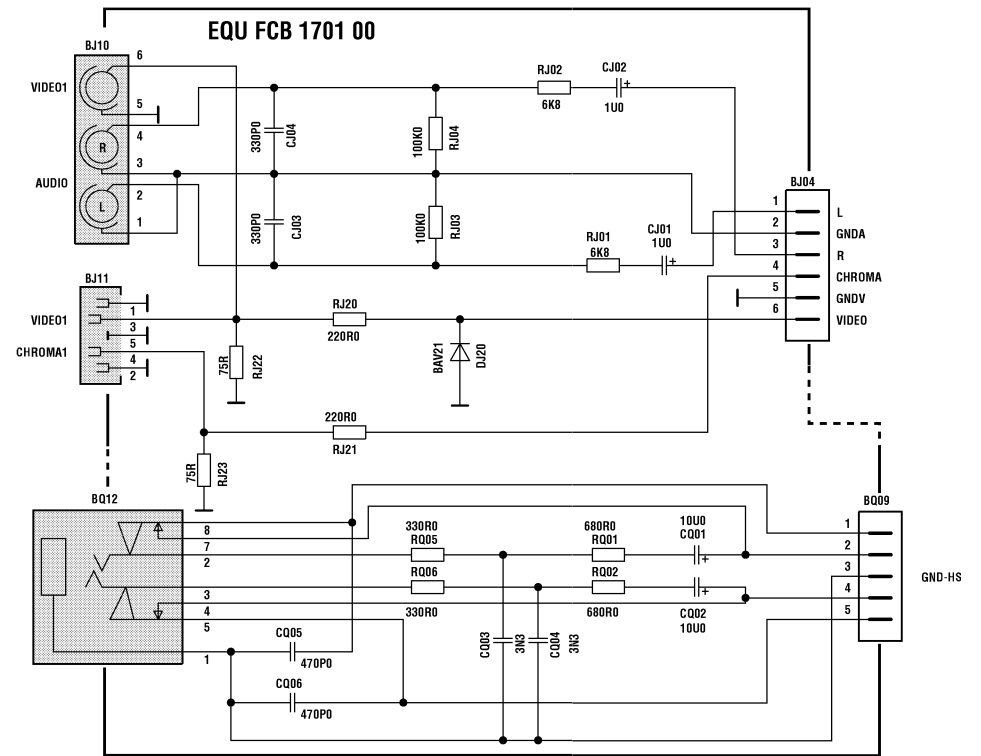 EQU FCB 1701 00
BJ10
6
VIDEO1
5
4
R
3
AUDIO
2
L
1
330P0
CJ04
100K0
RJ04
RJ02
6K8
CJ02
+
1U0
330P0
CJ03
100K0
RJ03
RJ01
6K8
CJ01
1U0
+
BJ04
1 L
2 GNDA
3 R
4 CHROMA
5 GNDV
6 VIDEO
BJ11
1
VIDEO1
3
5
CHROMA1
4
2
RJ20
220R0
75R
RJ22
BAV21
DJ20
220R0
RJ21
75R
RJ23
BQ12
8
7
2
3
4
5
1
330R0
RQ05
RQ06
330R0
680R0
RQ01
RQ02
680R0
10U0
CQ01
+
+
CQ02
10U0
CQ03
3N3
CQ04
3N3
CQ05
470P0
CQ06
470P0
BQ09
1
2
3
4
5
GND-HS